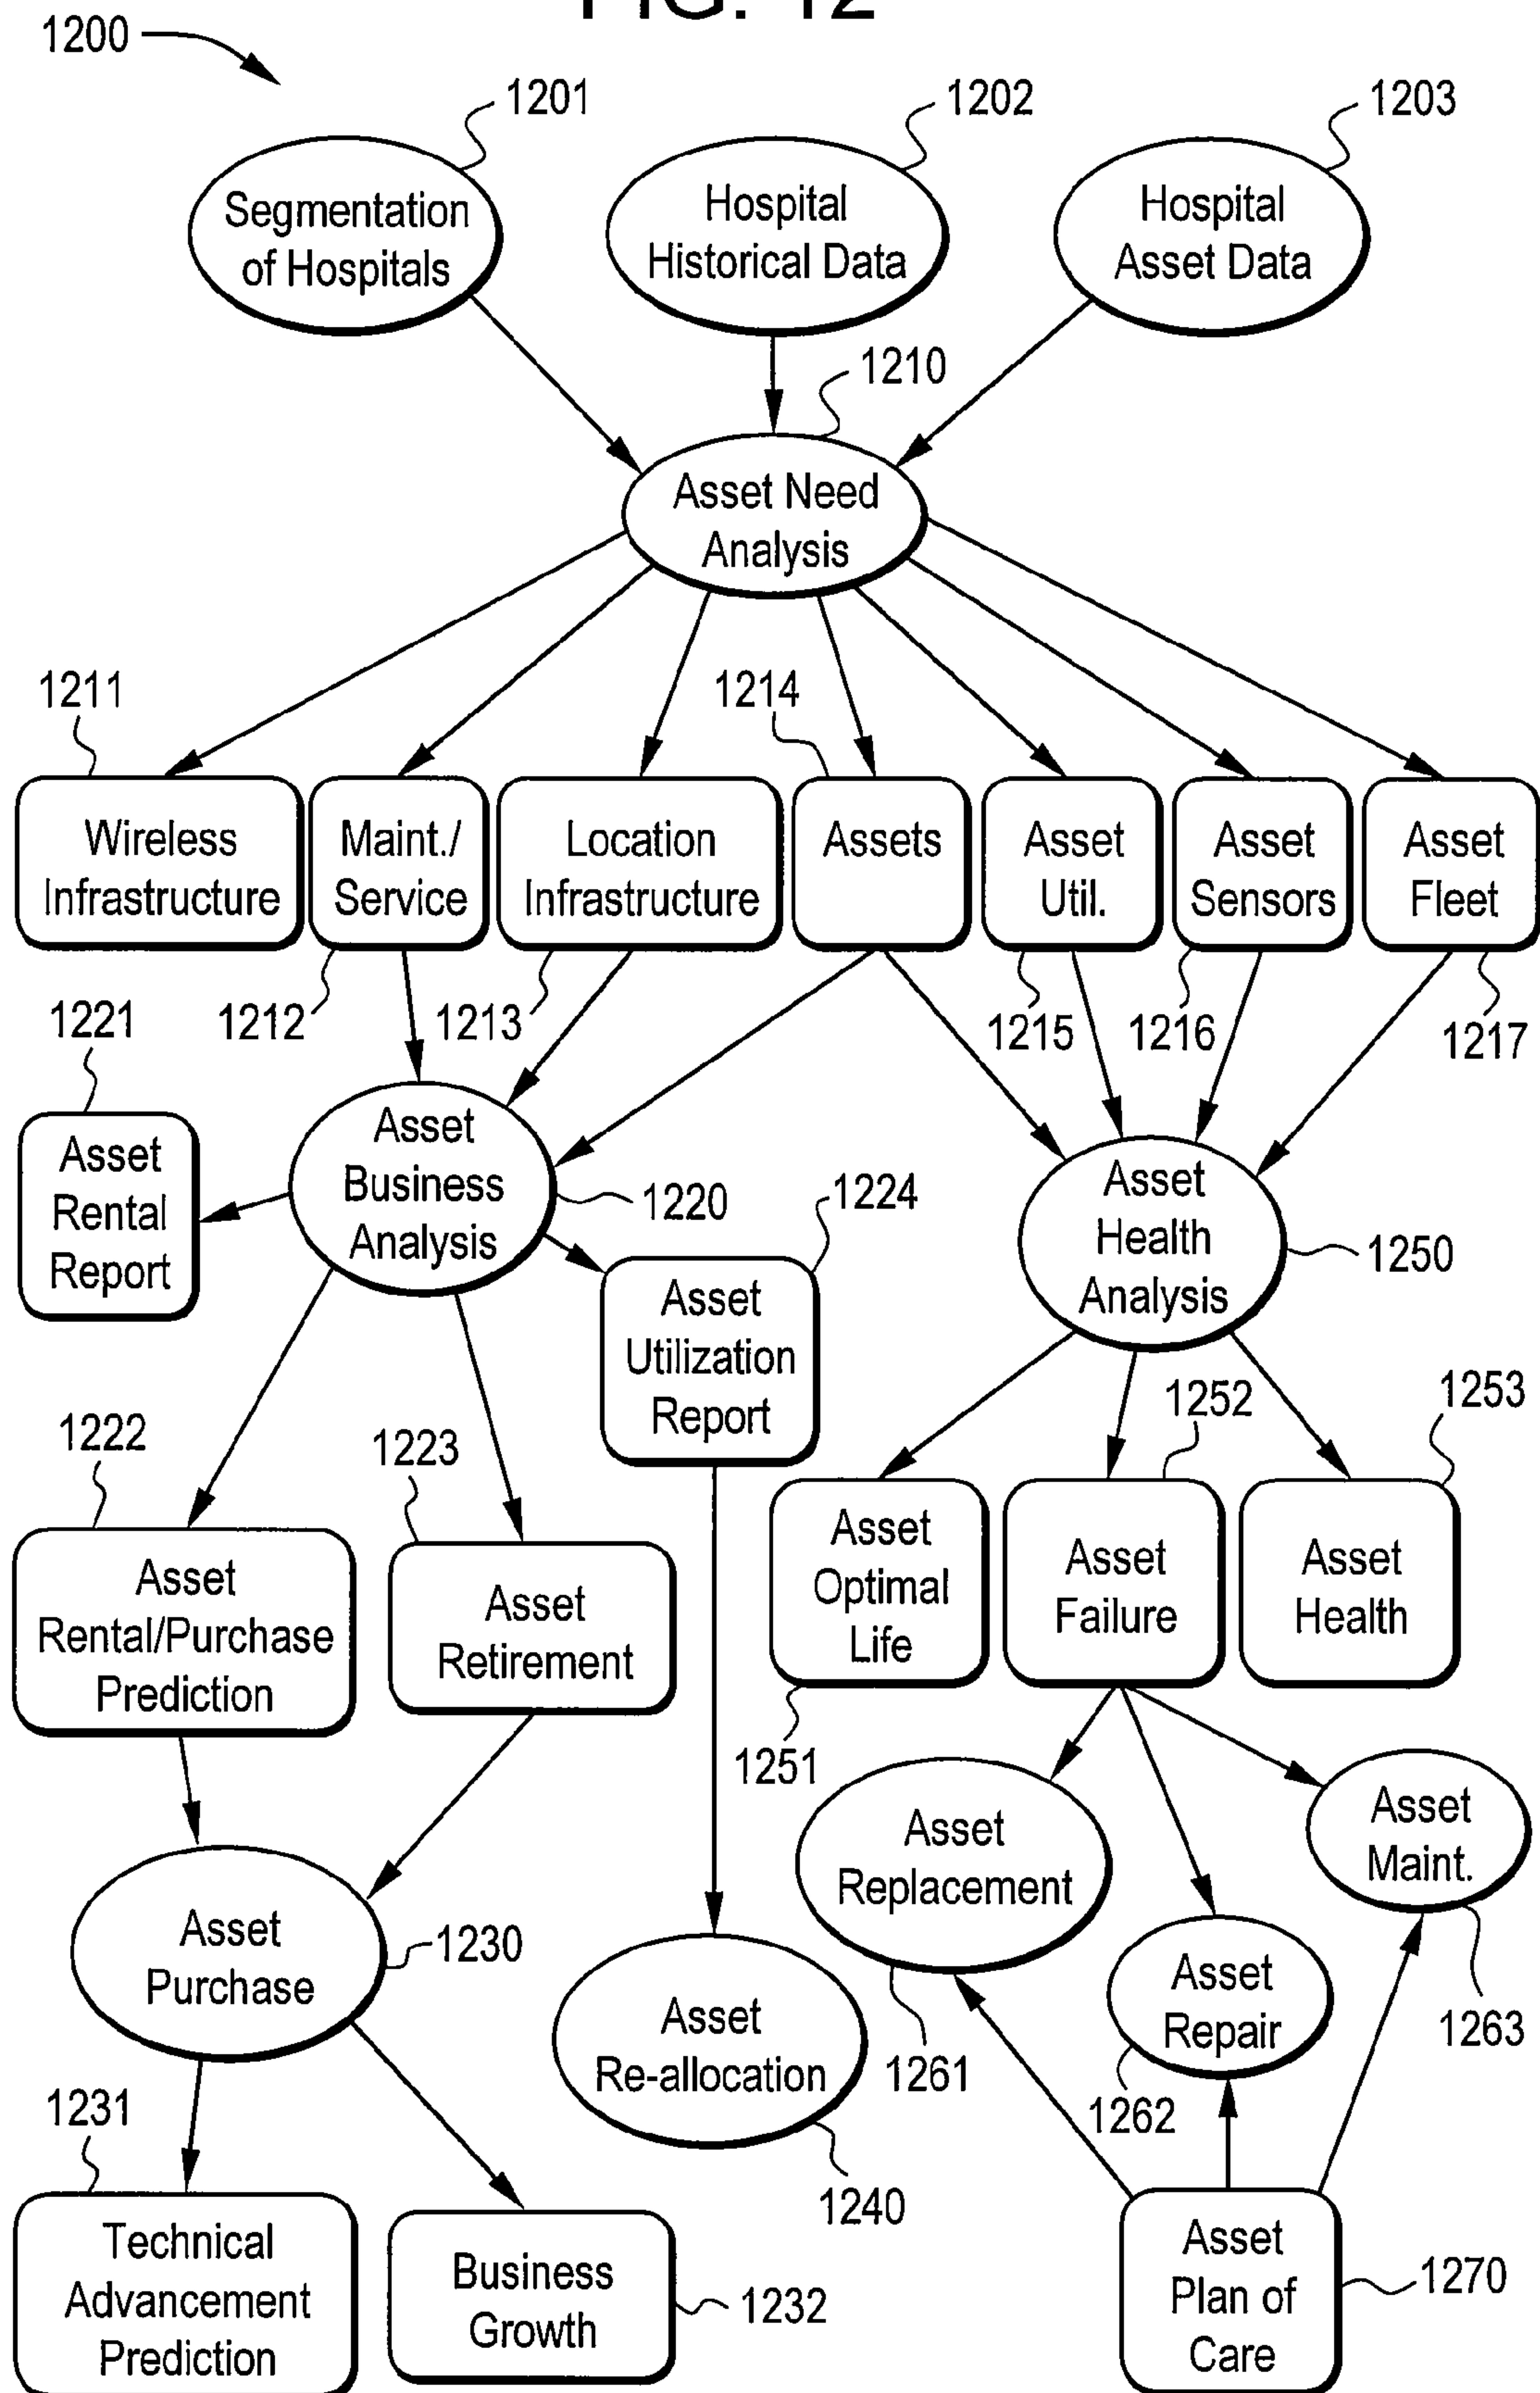 FIG. 12
1200
1201
1202
1203
Segmentation
of Hospitals
Hospital
Historical Data
Hospital
Asset Data
1210
Asset Need
Analysis
1211
1214
Wireless
Infrastructure
Maint./
Service
Location
Infrastructure
Assets
Asset
Util.
Asset
Sensors
Asset
Fleet
1212
1213
1215
1216
1217
1221
Asset
Rental
Report
Asset
Business
Analysis
1220
1224
Asset
Health
Analysis
1250
Asset
Utilization
Report
1222
1223
1252
1253
Asset
Rental/Purchase
Prediction
Asset
Retirement
Asset
Optimal
Life
Asset
Failure
Asset
Health
1251
Asset
Replacement
Asset
Maint.
Asset
Purchase
1230
Asset
Re-allocation
1261
Asset
Repair
1262
1263
1231
1240
Technical
Advancement
Prediction
Business
Growth
1232
Asset
Plan of
Care
1270